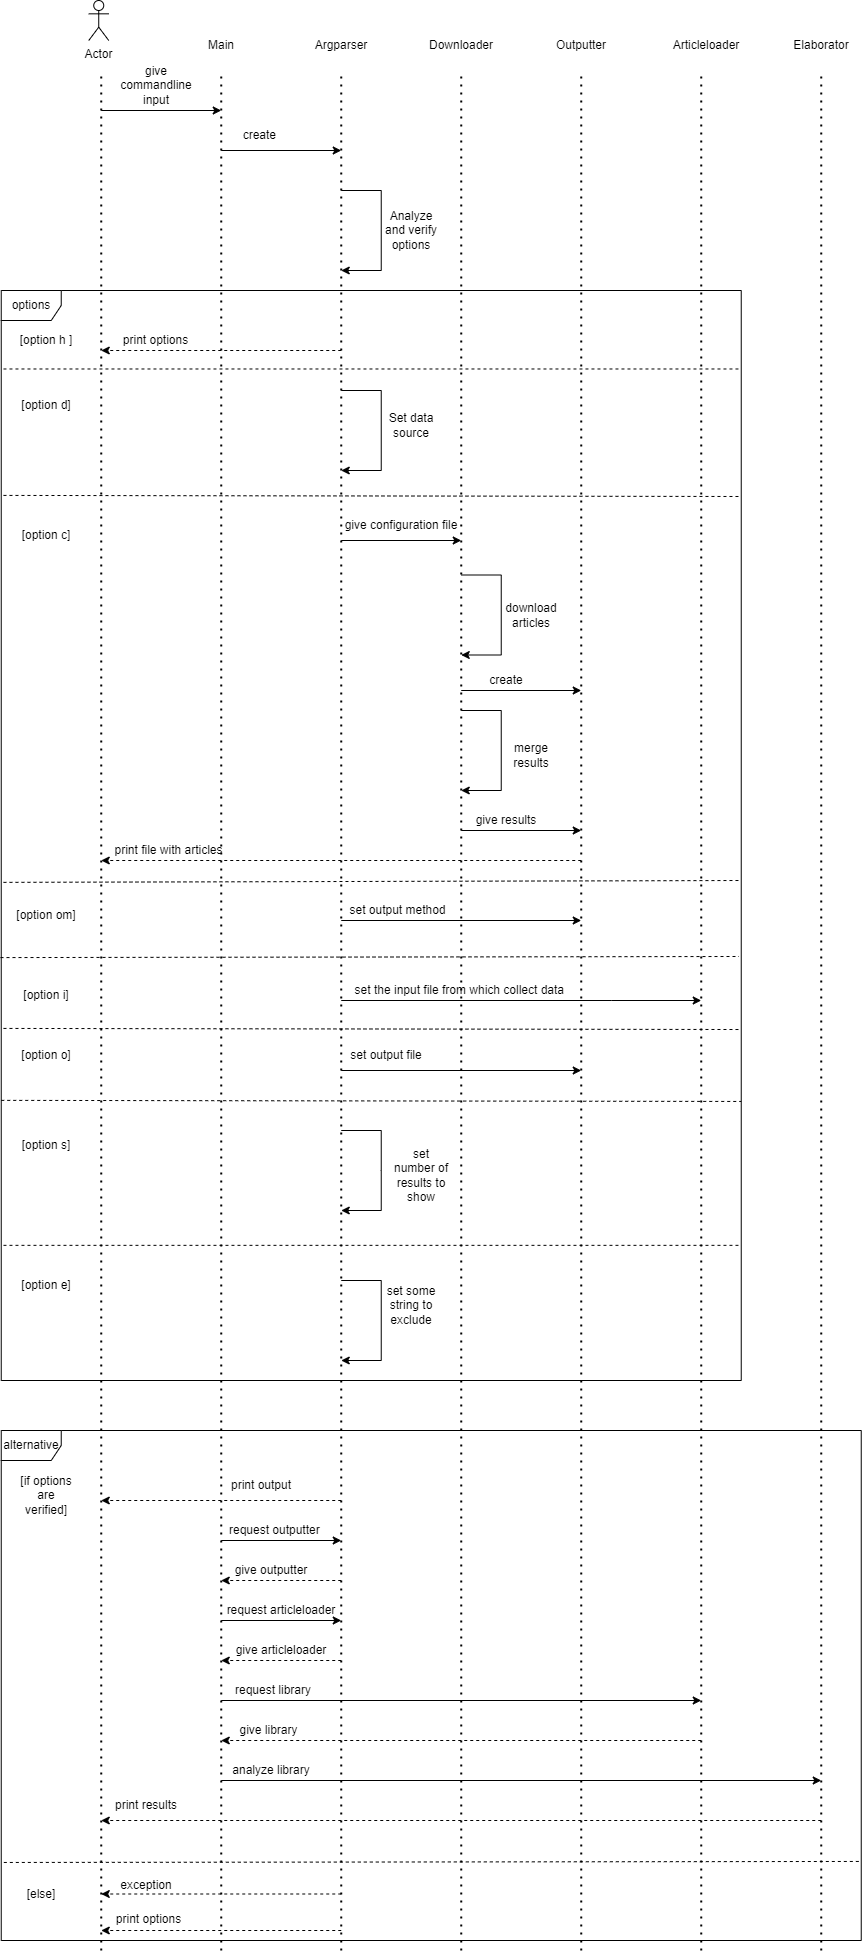 Actor
Main
Argparser
Downloader
Outputter
Articleloader
Elaborator
give
commandline
input
create
Analyze
and verify
options
options
[option h ]
print options
[option d]
Set data
source
[option c]
give configuration file
download
articles
create
merge
results
give results
print file with articles
[option om]
set output method
[option i]
set the input file from which collect data
[option o]
set output file
[option s]
set
number of
results to
show
[option e]
set some
string to
exclude
alternative
[if options
are
verified]
print output
request outputter
give outputter
request articleloader
give articleloader
request library
give library
analyze library
print results
[else]
exception
print options